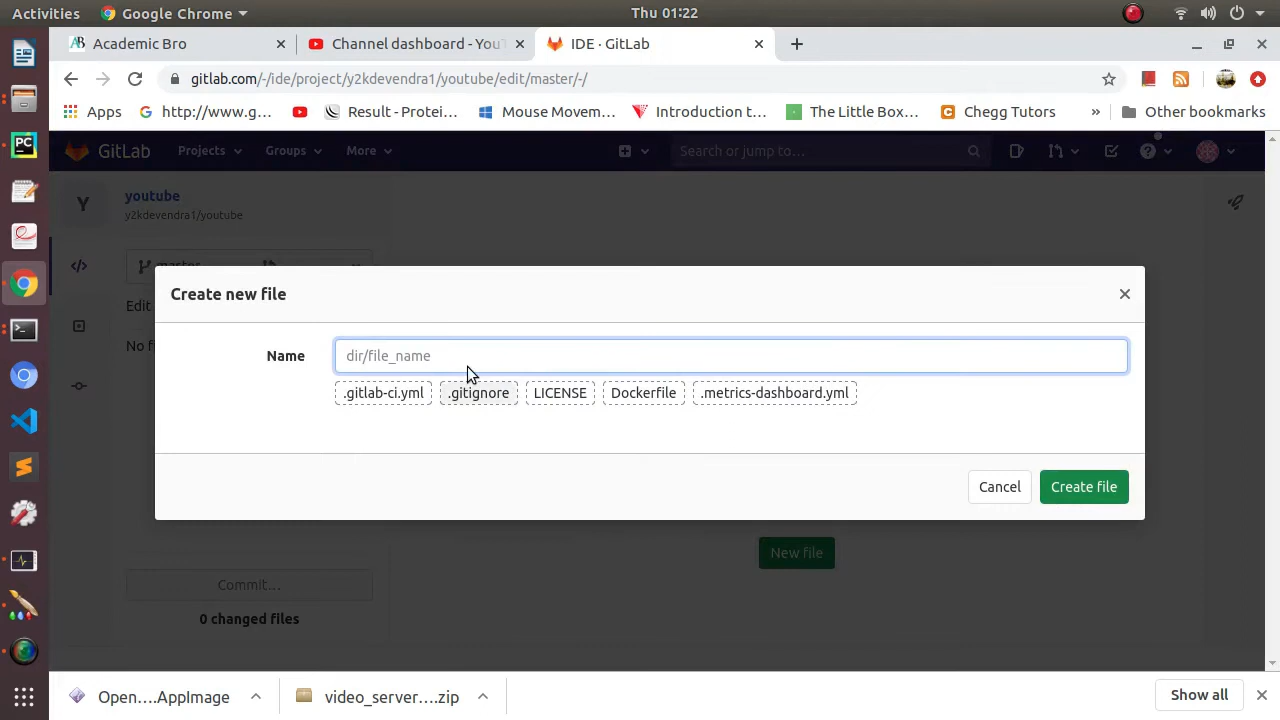 Activities Google Chrome Thu 01:22
Academic Bro Channel dashboard - YouT IDE · GitLab
gitlab.com/-/ide/project/y2kdevendra1/youtube/edit/master/-/
Apps http://www.g... Result - Protei... Mouse Movem... Introduction t... The Little Box... Chegg Tutors » Other bookmarks
GitLab Projects Groups More Search or jump to...
Y youtube
y2kdevendra1/youtube
master
Create new file
Edit
Name dir/file_name
No fi
.gitlab-ci.yml .gitignore LICENSE Dockerfile .metrics-dashboard.yml
Cancel Create file
New file
Commit...
0 changed files
Open....AppImage video_server....zip Show all